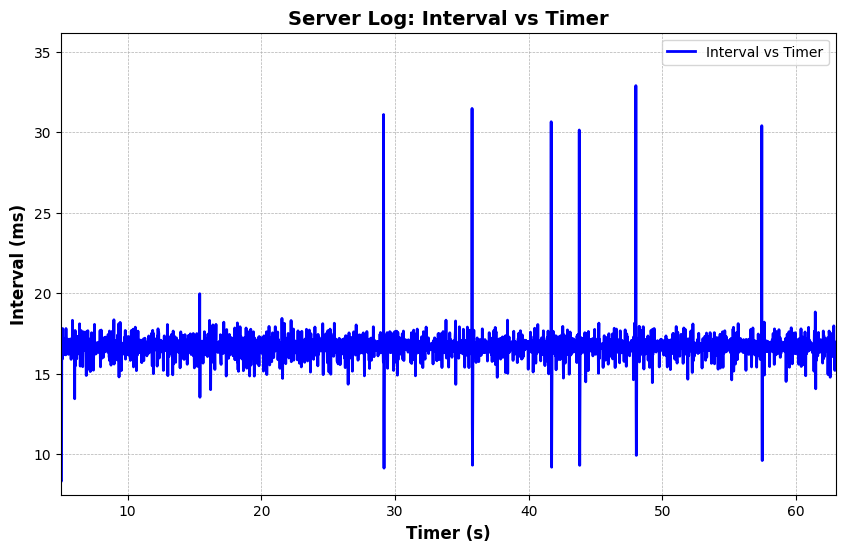 Server Log: Interval vs Timer
Interval vs Timer
35
30
25
20
15
10
Interval (ms)
10 20 30 40 50 60
Timer (s)